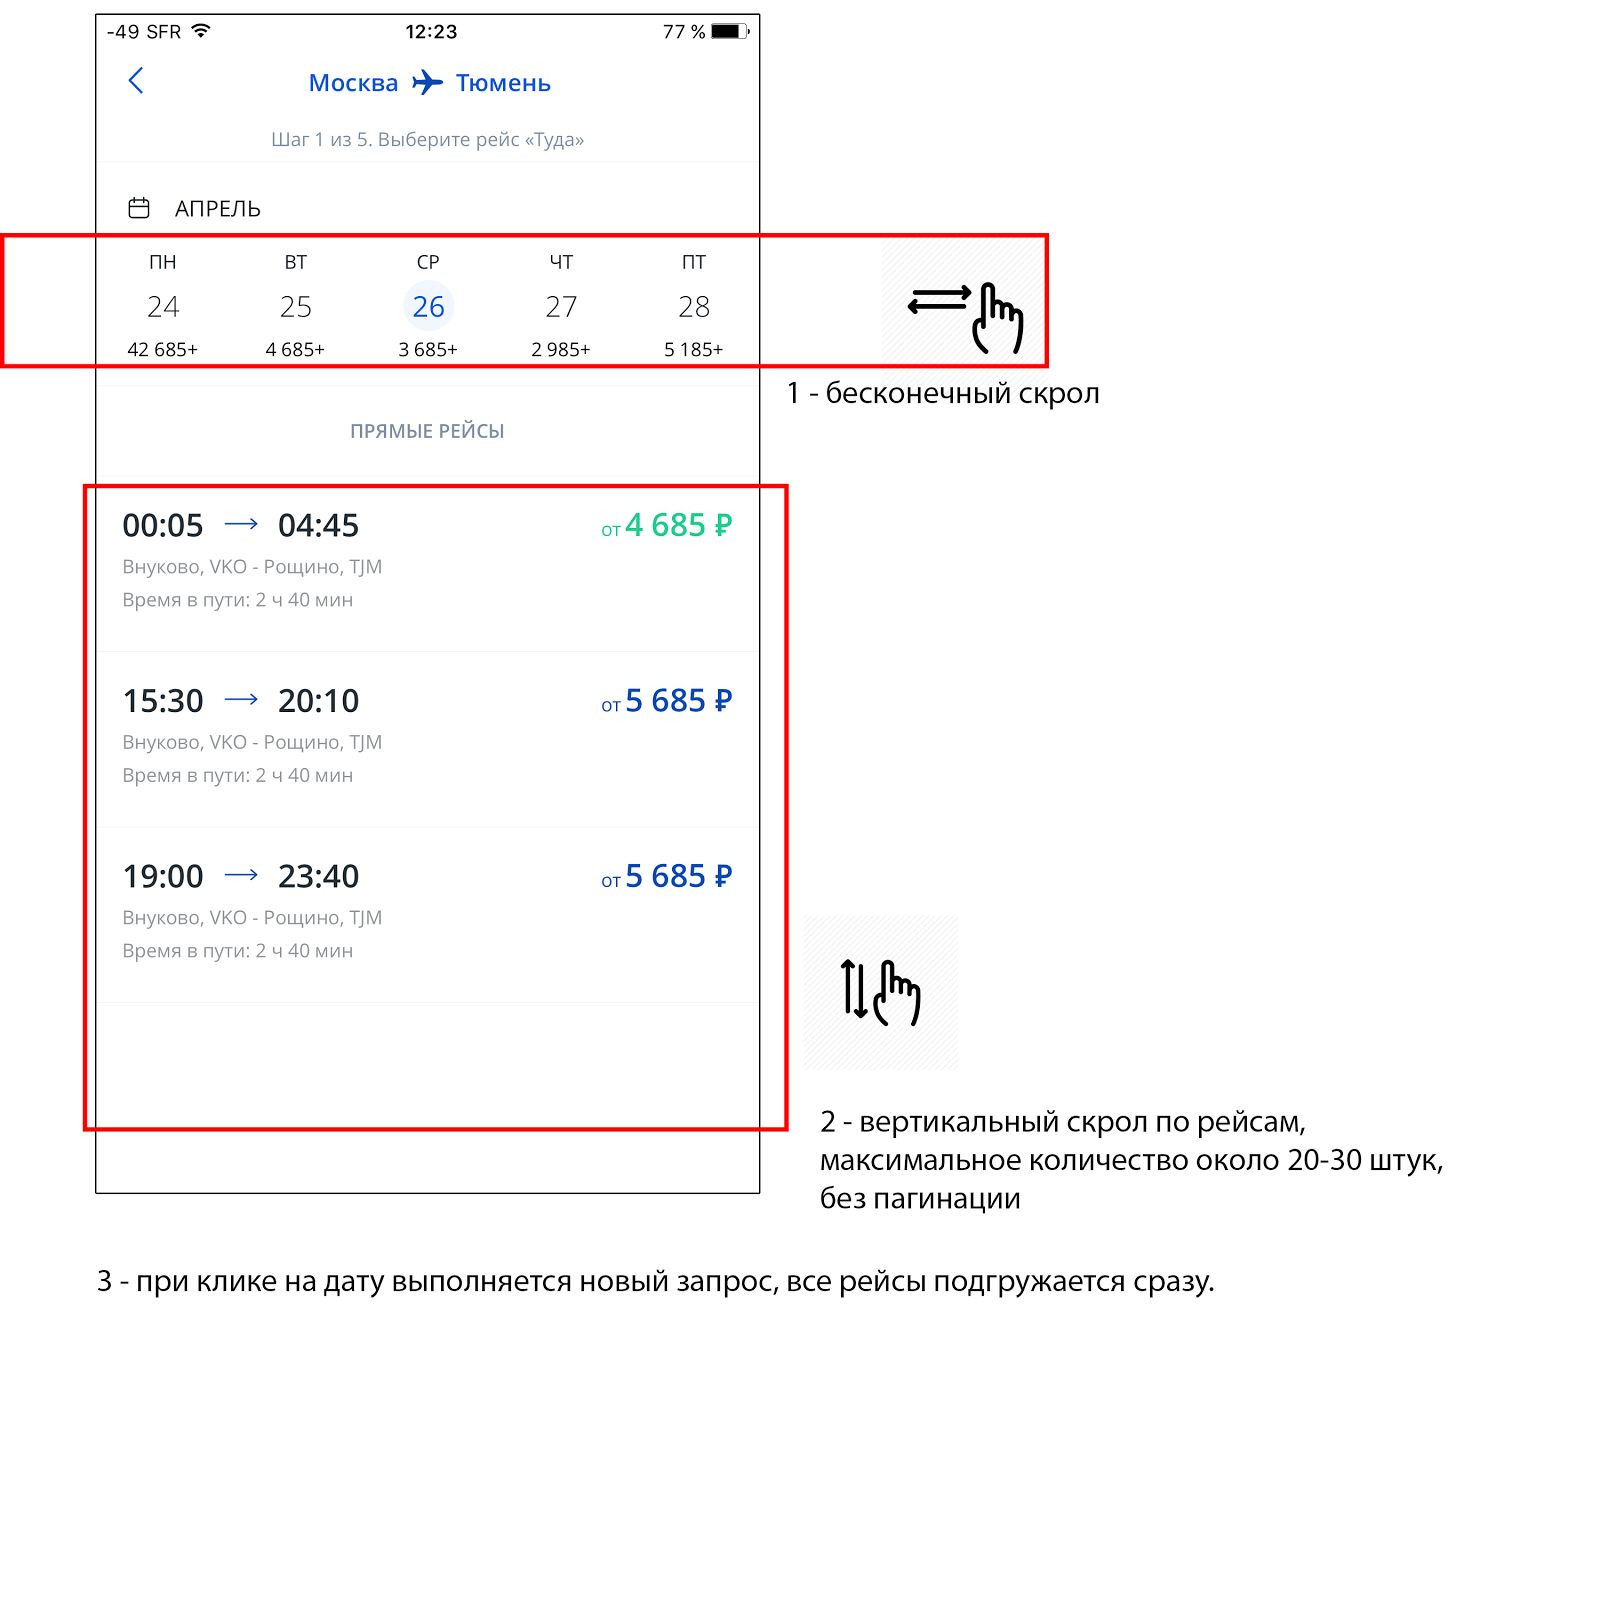 -49 SFR 12:23 77 %
Москва Тюмень
Шаг 1 из 5. Выберите рейс «Туда»
АПРЕЛЬ
ПН ВТ СР ЧТ ПТ
24 25 26 27 28
42 685+ 4 685+ 3 685+ 2 985+ 5 185+
1 - бесконечный скрол
ПРЯМЫЕ РЕЙСЫ
00:05 → 04:45 от 4 685 ₽
Внуково, VKO - Рощино, TJM
Время в пути: 2 ч 40 мин
15:30 → 20:10 от 5 685 ₽
Внуково, VKO - Рощино, TJM
Время в пути: 2 ч 40 мин
19:00 → 23:40 от 5 685 ₽
Внуково, VKO - Рощино, TJM
Время в пути: 2 ч 40 мин
2 - вертикальный скрол по рейсам,
максимальное количество около 20-30 штук,
без пагинации
3 - при клике на дату выполняется новый запрос, все рейсы подгружается сразу.